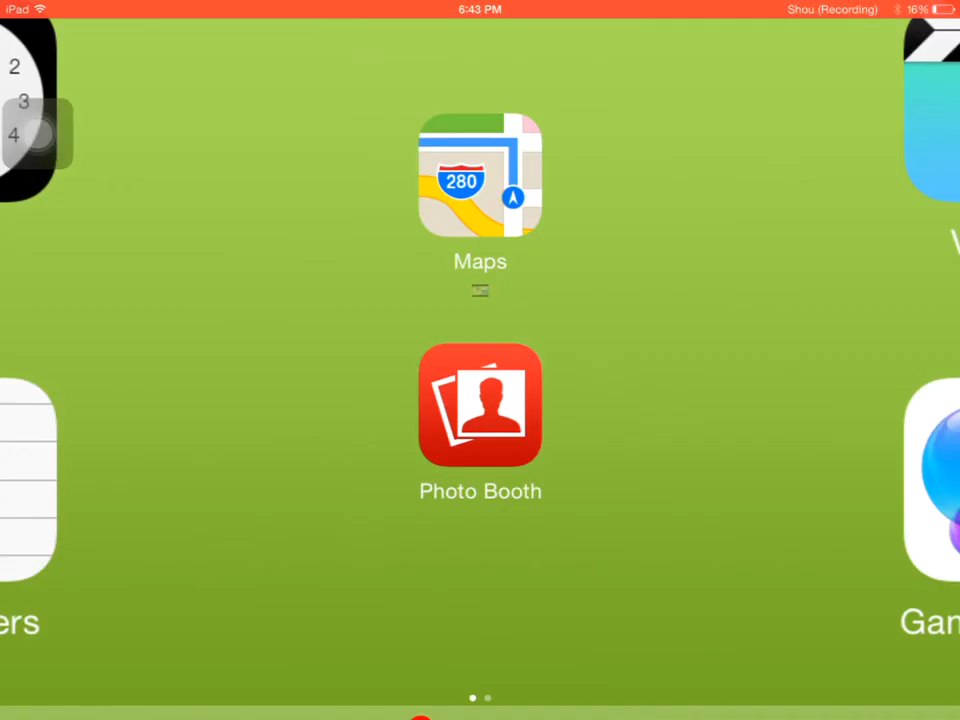 iPad 6:43 PM Shou (Recording) 16%
2
3
4
280
Maps
Photo Booth
ers
Gam